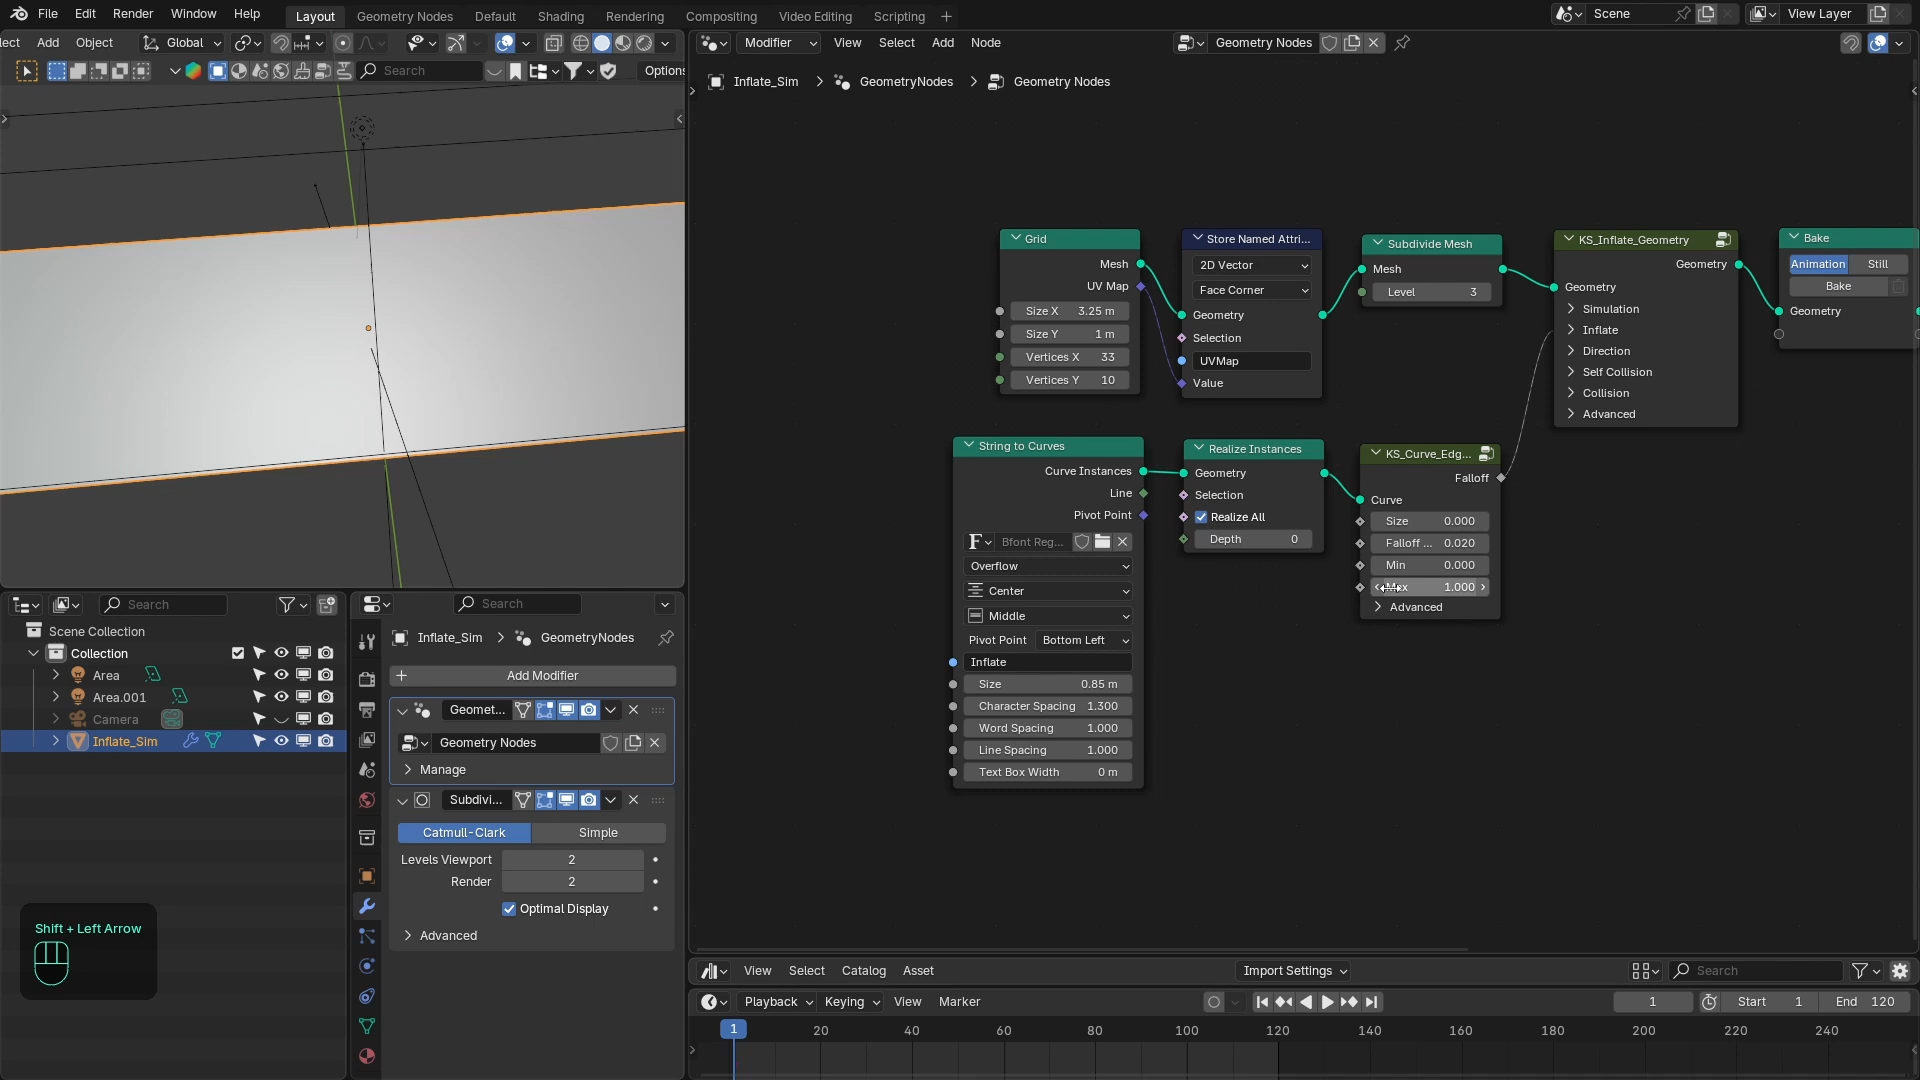 File Edit Render Window Help Layout Geometry Nodes Default Shading Rendering Compositing Video Editing Scripting Scene View Layer
lect Add Object Global
Modifier View Select Add Node Geometry Nodes
Search Options
Inflate_Sim GeometryNodes Geometry Nodes
Grid
Mesh
UV Map
Size X 3.25 m
Size Y 1 m
Vertices X 33
Vertices Y 10
Store Named Attri...
2D Vector
Face Corner
Geometry
Selection
UVMap
Value
Subdivide Mesh
Mesh
Level 3
KS_Inflate_Geometry
Geometry
Geometry
Simulation
Inflate
Direction
Self Collision
Collision
Advanced
Bake
Animation Still
Bake
Geometry
String to Curves
Curve Instances
Line
Pivot Point
Bfont Reg...
Overflow
Center
Middle
Pivot Point Bottom Left
Inflate
Size 0.85 m
Character Spacing 1.300
Word Spacing 1.000
Line Spacing 1.000
Text Box Width 0 m
Realize Instances
Geometry
Selection
Realize All
Depth 0
KS_Curve_Edg...
Falloff
Curve
Size 0.000
Falloff ... 0.020
Min 0.000
1.000
Advanced
Search
Scene Collection
Collection
Area
Area.001
Camera
Inflate_Sim
Search
Inflate_Sim GeometryNodes
Add Modifier
Geomet...
Geometry Nodes
Manage
Subdivi...
Catmull-Clark Simple
Levels Viewport 2
Render 2
Optimal Display
Advanced
Shift + Left Arrow
View Select Catalog Asset Import Settings Search
Playback Keying View Marker 1 Start 1 End 120
1 20 40 60 80 100 120 140 160 180 200 220 240